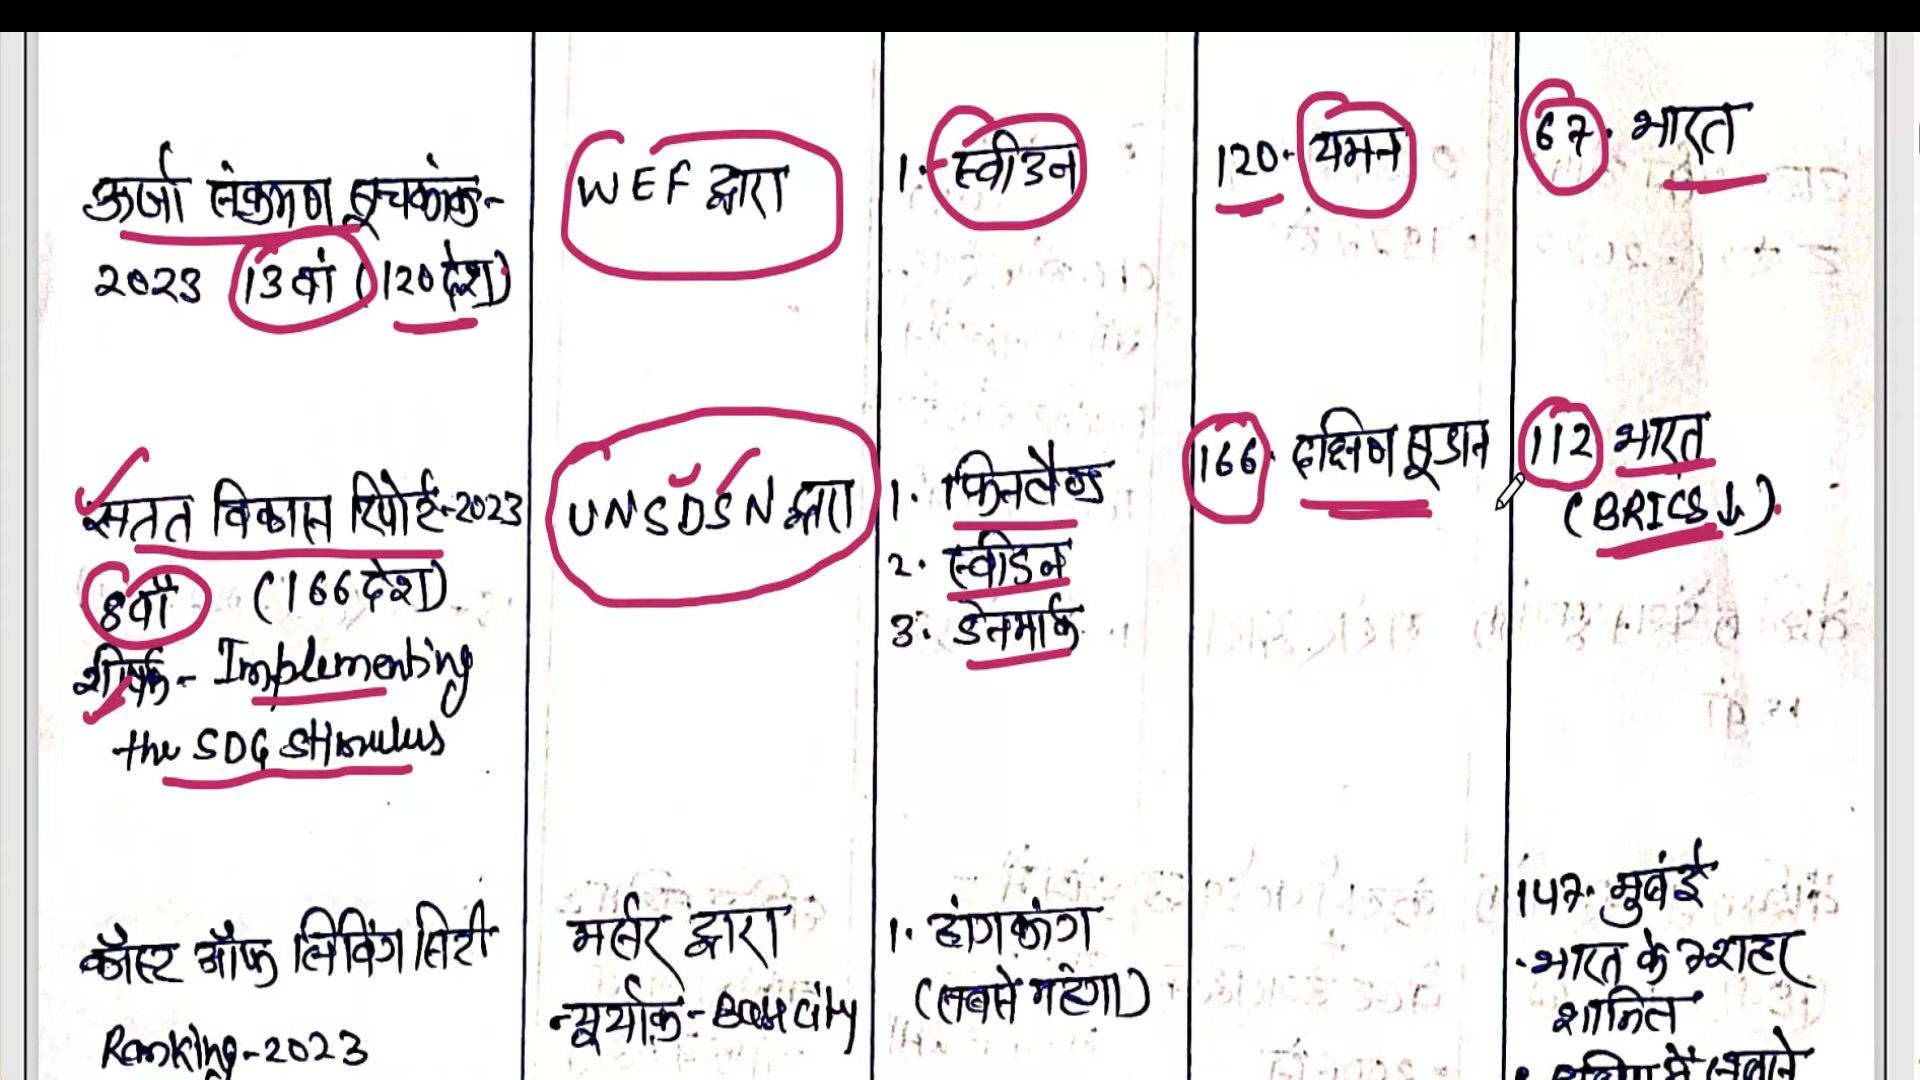 ऊर्जा संक्रमण सूचकांक-
2023 13वां (120 देश)
WEF द्वारा
1. स्वीडन
120. यमन
67. भारत
सतत विकास रिपोर्ट-2023
8वाँ (166 देश)
शीर्षक- Implementing
the SDG stimulus
UNSDSN द्वारा
1. फिनलैण्ड
2. स्वीडन
3. डेनमार्क
166. दक्षिण सूडान
112 भारत
(BRICS↓)
कॉस्ट ऑफ लिविंग सिटी
Ranking-2023
मर्सर द्वारा
न्यूयार्क- Base city
1. हांगकांग
(सबसे महंगा)
147. मुंबई
·भारत के 7 शहर
शामिल